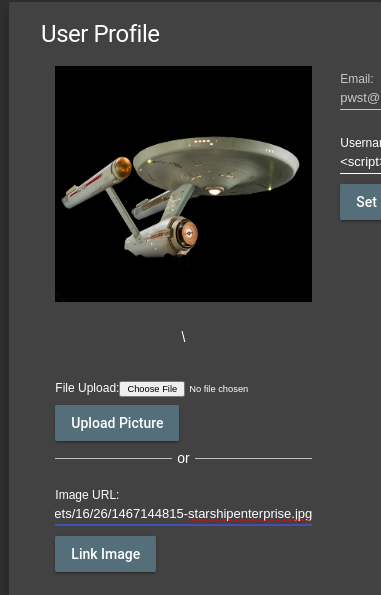 User Profile
Email:
pwst@
Userna
<script
Set
\
File Upload: Choose File No file chosen
Upload Picture
or
Image URL:
ets/16/26/1467144815-starshipenterprise.jpg
Link Image